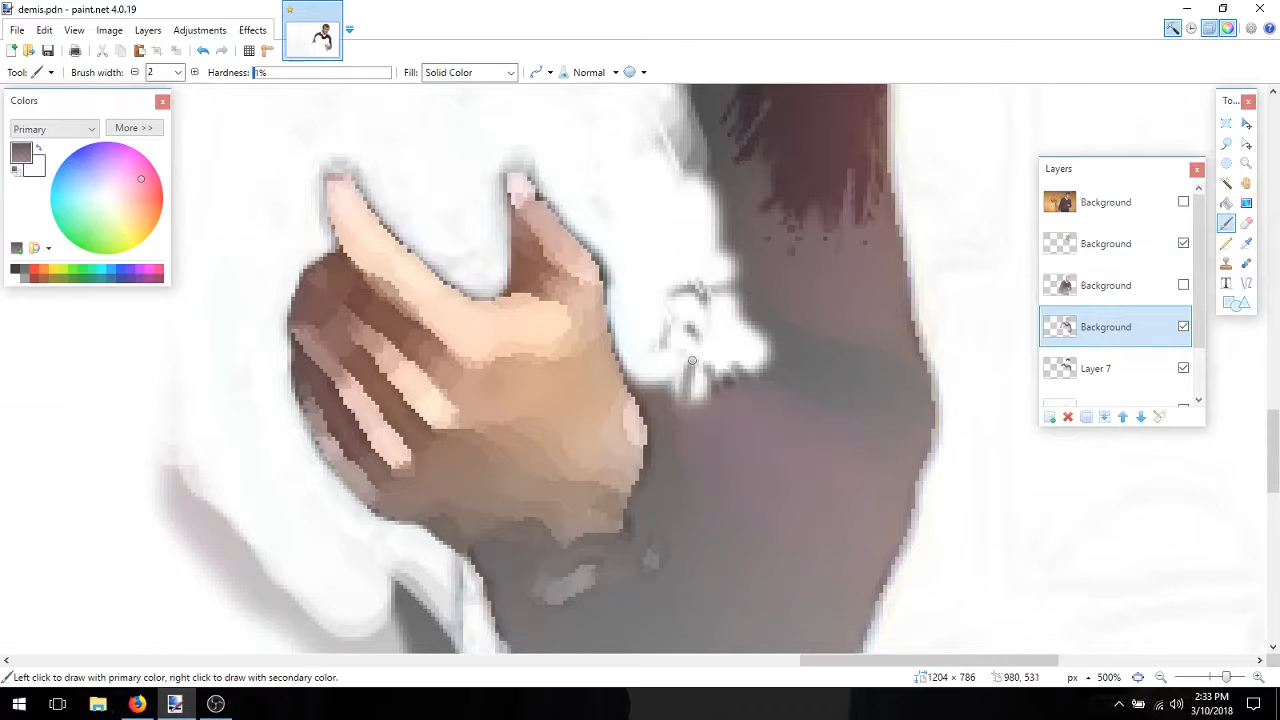 demis.pdn - paint.net 4.0.19
File Edit View Image Layers Adjustments Effects
Tool: Brush width: 2 Hardness: 1% Fill: Solid Color Normal
Colors
Primary More >>
To...
Layers
Background
Background
Background
Background
Layer 7
Left click to draw with primary color, right click to draw with secondary color. 1204 × 786 980, 531 px 500%
2:33 PM
3/10/2018